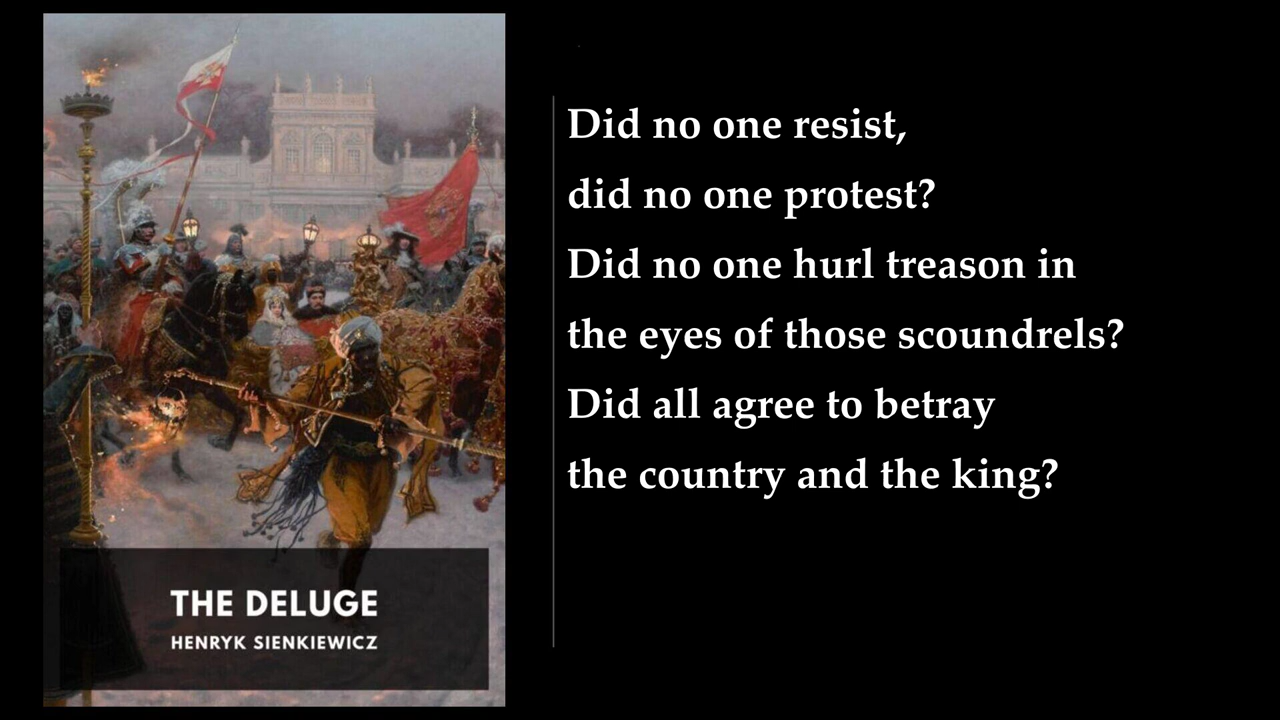 THE DELUGE
HENRYK SIENKIEWICZ
Did no one resist,
did no one protest?
Did no one hurl treason in
the eyes of those scoundrels?
Did all agree to betray
the country and the king?